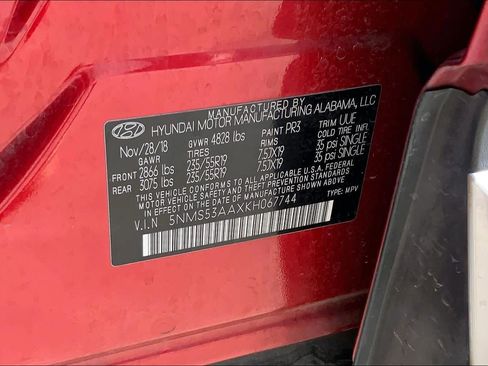 MANUFACTURED BY
HYUNDAI MOTOR MANUFACTURING ALABAMA, LLC
Nov/28/18 GVWR 4828 lbs PAINT PR3 TRIM UUE
GAWR TIRES RIMS COLD TIRE INFL.
FRONT 2866 lbs 235/55R19 7.5JX19 35 psi SINGLE
REAR 3075 lbs 235/55R19 7.5JX19 35 psi SINGLE
THIS VEHICLE CONFORMS TO ALL APPLICABLE U.S.A FEDERAL
MOTOR VEHICLE SAFETY AND THEFT PREVENTION STANDARDS
IN EFFECT ON THE DATE OF MANUFACTURE SHOWN ABOVE.
V.I.N 5NMS53AAXKH067744 TYPE MPV